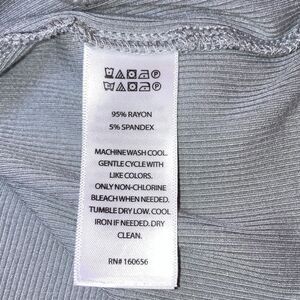 95% RAYON
5% SPANDEX
MACHINE WASH COOL.
GENTLE CYCLE WITH
LIKE COLORS.
ONLY NON-CHLORINE
BLEACH WHEN NEEDED.
TUMBLE DRY LOW. COOL
IRON IF NEEDED. DRY
CLEAN.
RN# 160656